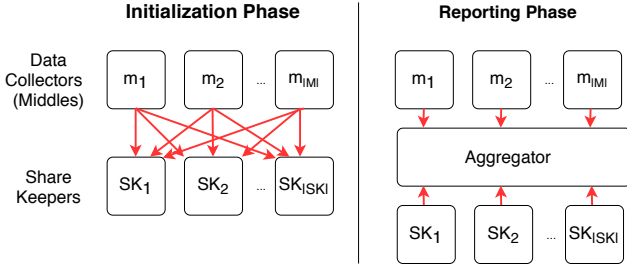 Initialization Phase
Data
Collectors
(Middles)
m1
m2
...
m|M|
Share
Keepers
SK1
SK2
...
SK|SK|
Reporting Phase
m1
m2
...
m|M|
Aggregator
SK1
SK2
...
SK|SK|